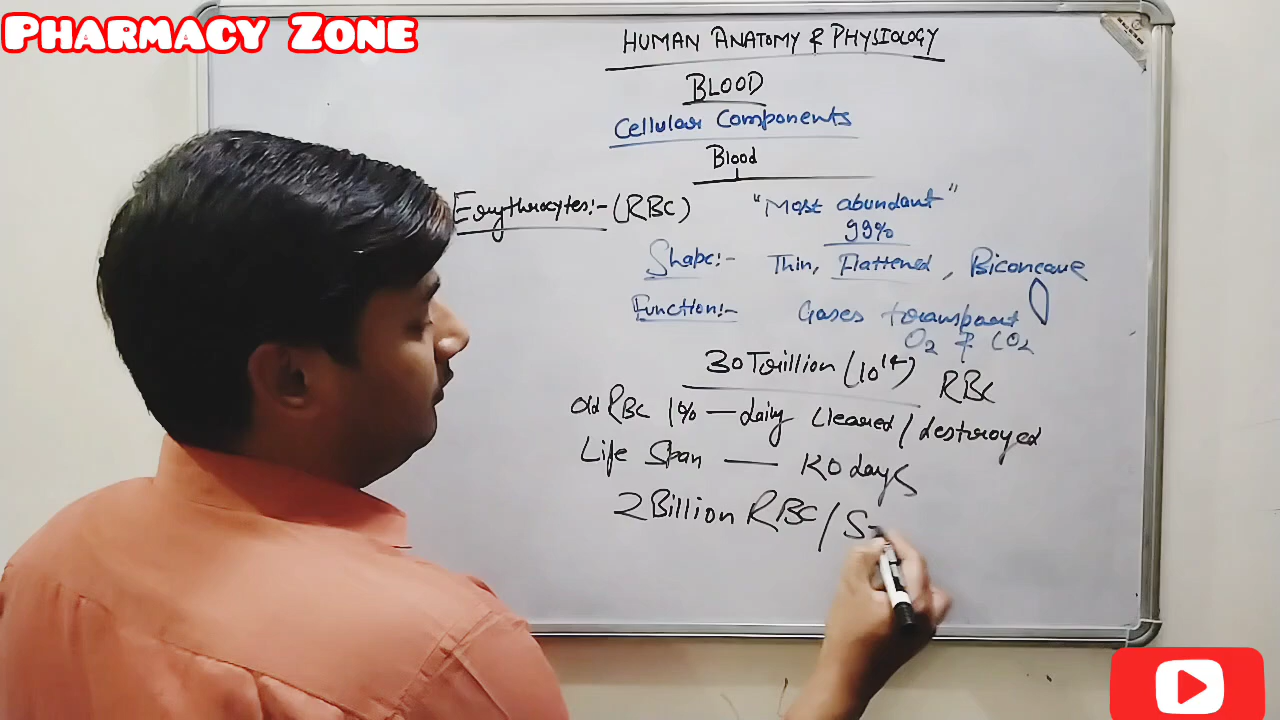 PHARMACY ZONE
HUMAN ANATOMY & PHYSIOLOGY
BLOOD
Cellular Components
Blood
Erythrocytes:- (RBC) "Most abundant"
99%
Shape:- Thin, Flattened, Biconcave
Function:- Gases transport
O₂ & CO₂
30 Trillion (10¹⁴) RBC
Old RBC 1% — daily Cleared / destroyed
Life Span — 120 days
2 Billion RBC / S